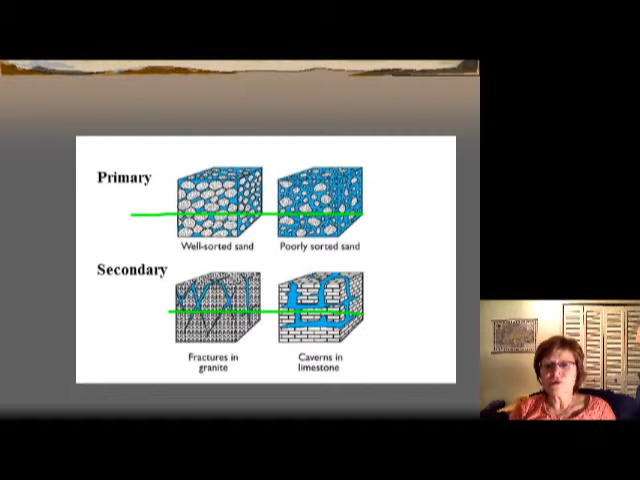 Primary
Well-sorted sand
Poorly sorted sand
Secondary
Fractures in
granite
Caverns in
limestone